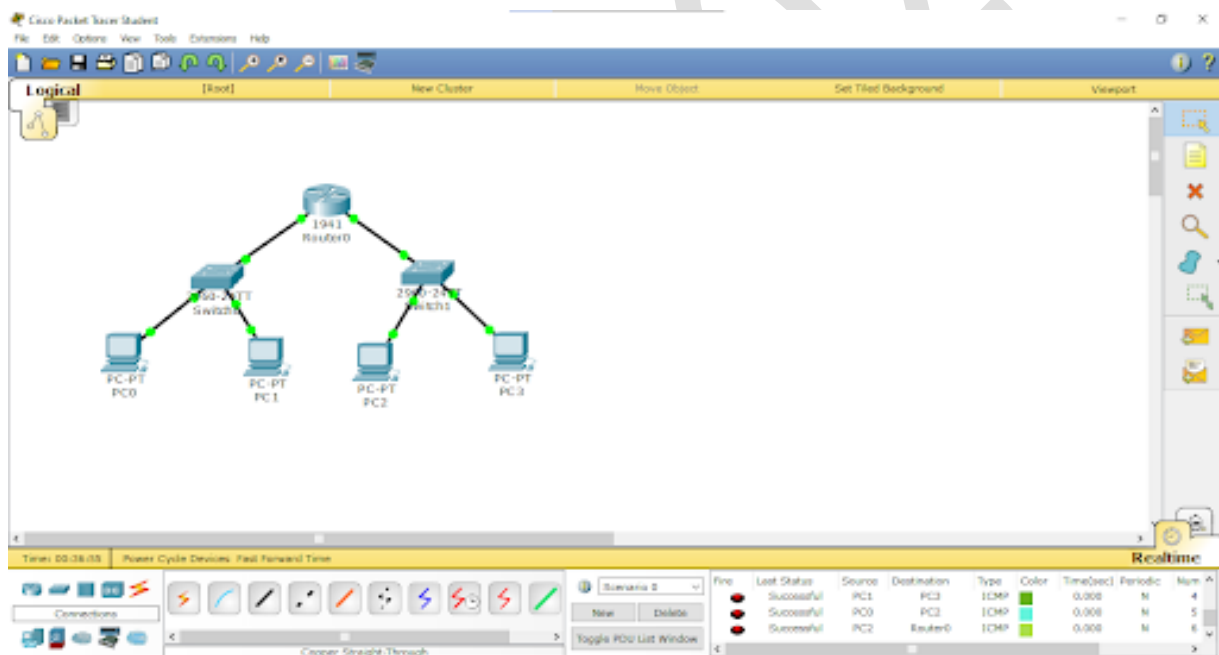 Cisco Packet Tracer Student
File Edit Options View Tools Extensions Help
Logical [Root] New Cluster Move Object Set Tiled Background Viewport
1941
Router0
2960-24TT
Switch0
2960-24TT
Switch1
PC-PT
PC0
PC-PT
PC1
PC-PT
PC2
PC-PT
PC3
Power Cycle Devices Fast Forward Time
Realtime
Connections
Copper Straight-Through
Scenario 0
New Delete
Toggle PDU List Window
Fire Last Status Source Destination Type Color Time(sec) Periodic Num
Successful PC1 PC3 ICMP 0.000 N 4
Successful PC0 PC2 ICMP 0.000 N 5
Successful PC2 Router0 ICMP 0.000 N 6